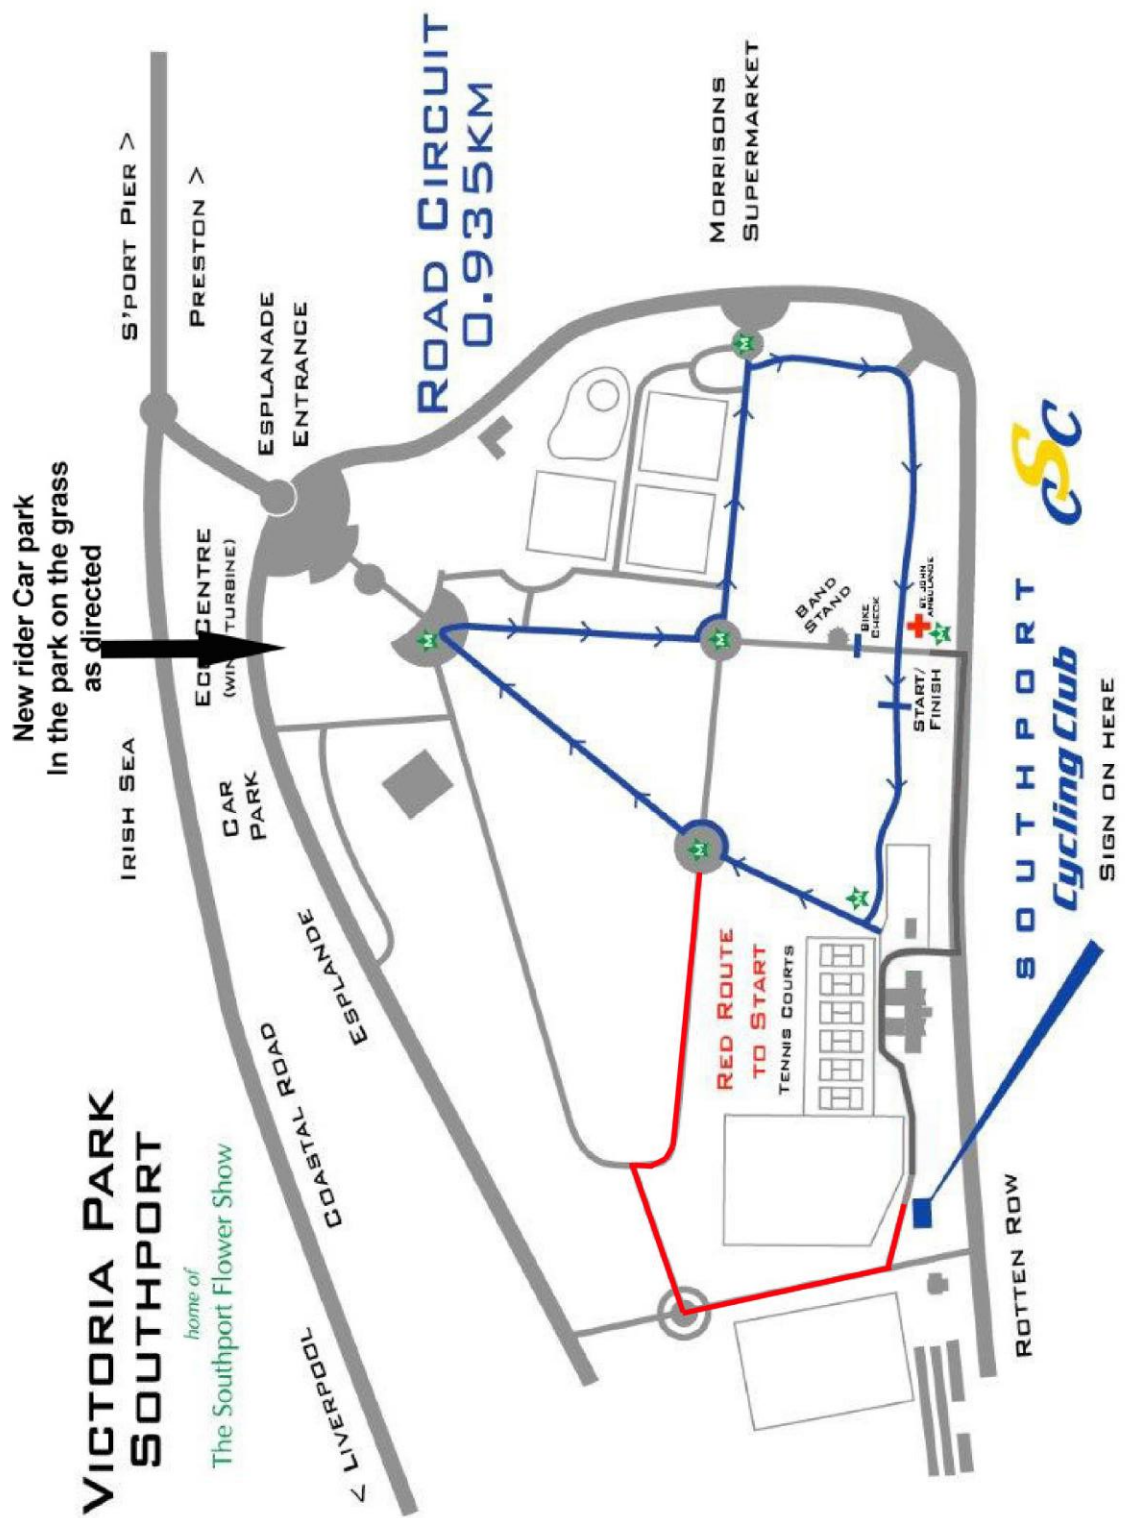 New rider Car park
In the park on the grass
as directed
VICTORIA PARK
SOUTHPORT
home of
The Southport Flower Show
< LIVERPOOL
COASTAL ROAD
ESPLANDE
IRISH SEA
CAR
PARK
ECO CENTRE
(WIND TURBINE)
S'PORT PIER >
PRESTON >
ESPLANADE
ENTRANCE
ROAD CIRCUIT
0.935KM
MORRISONS
SUPERMARKET
M
M
M
M
M
M
BAND
STAND
BIKE
CHECK
ST. JOHN
AMBULANCE
START/
FINISH
RED ROUTE
TO START
TENNIS COURTS
ROTTEN ROW
SOUTHPORT
Cycling Club
CSC
SIGN ON HERE